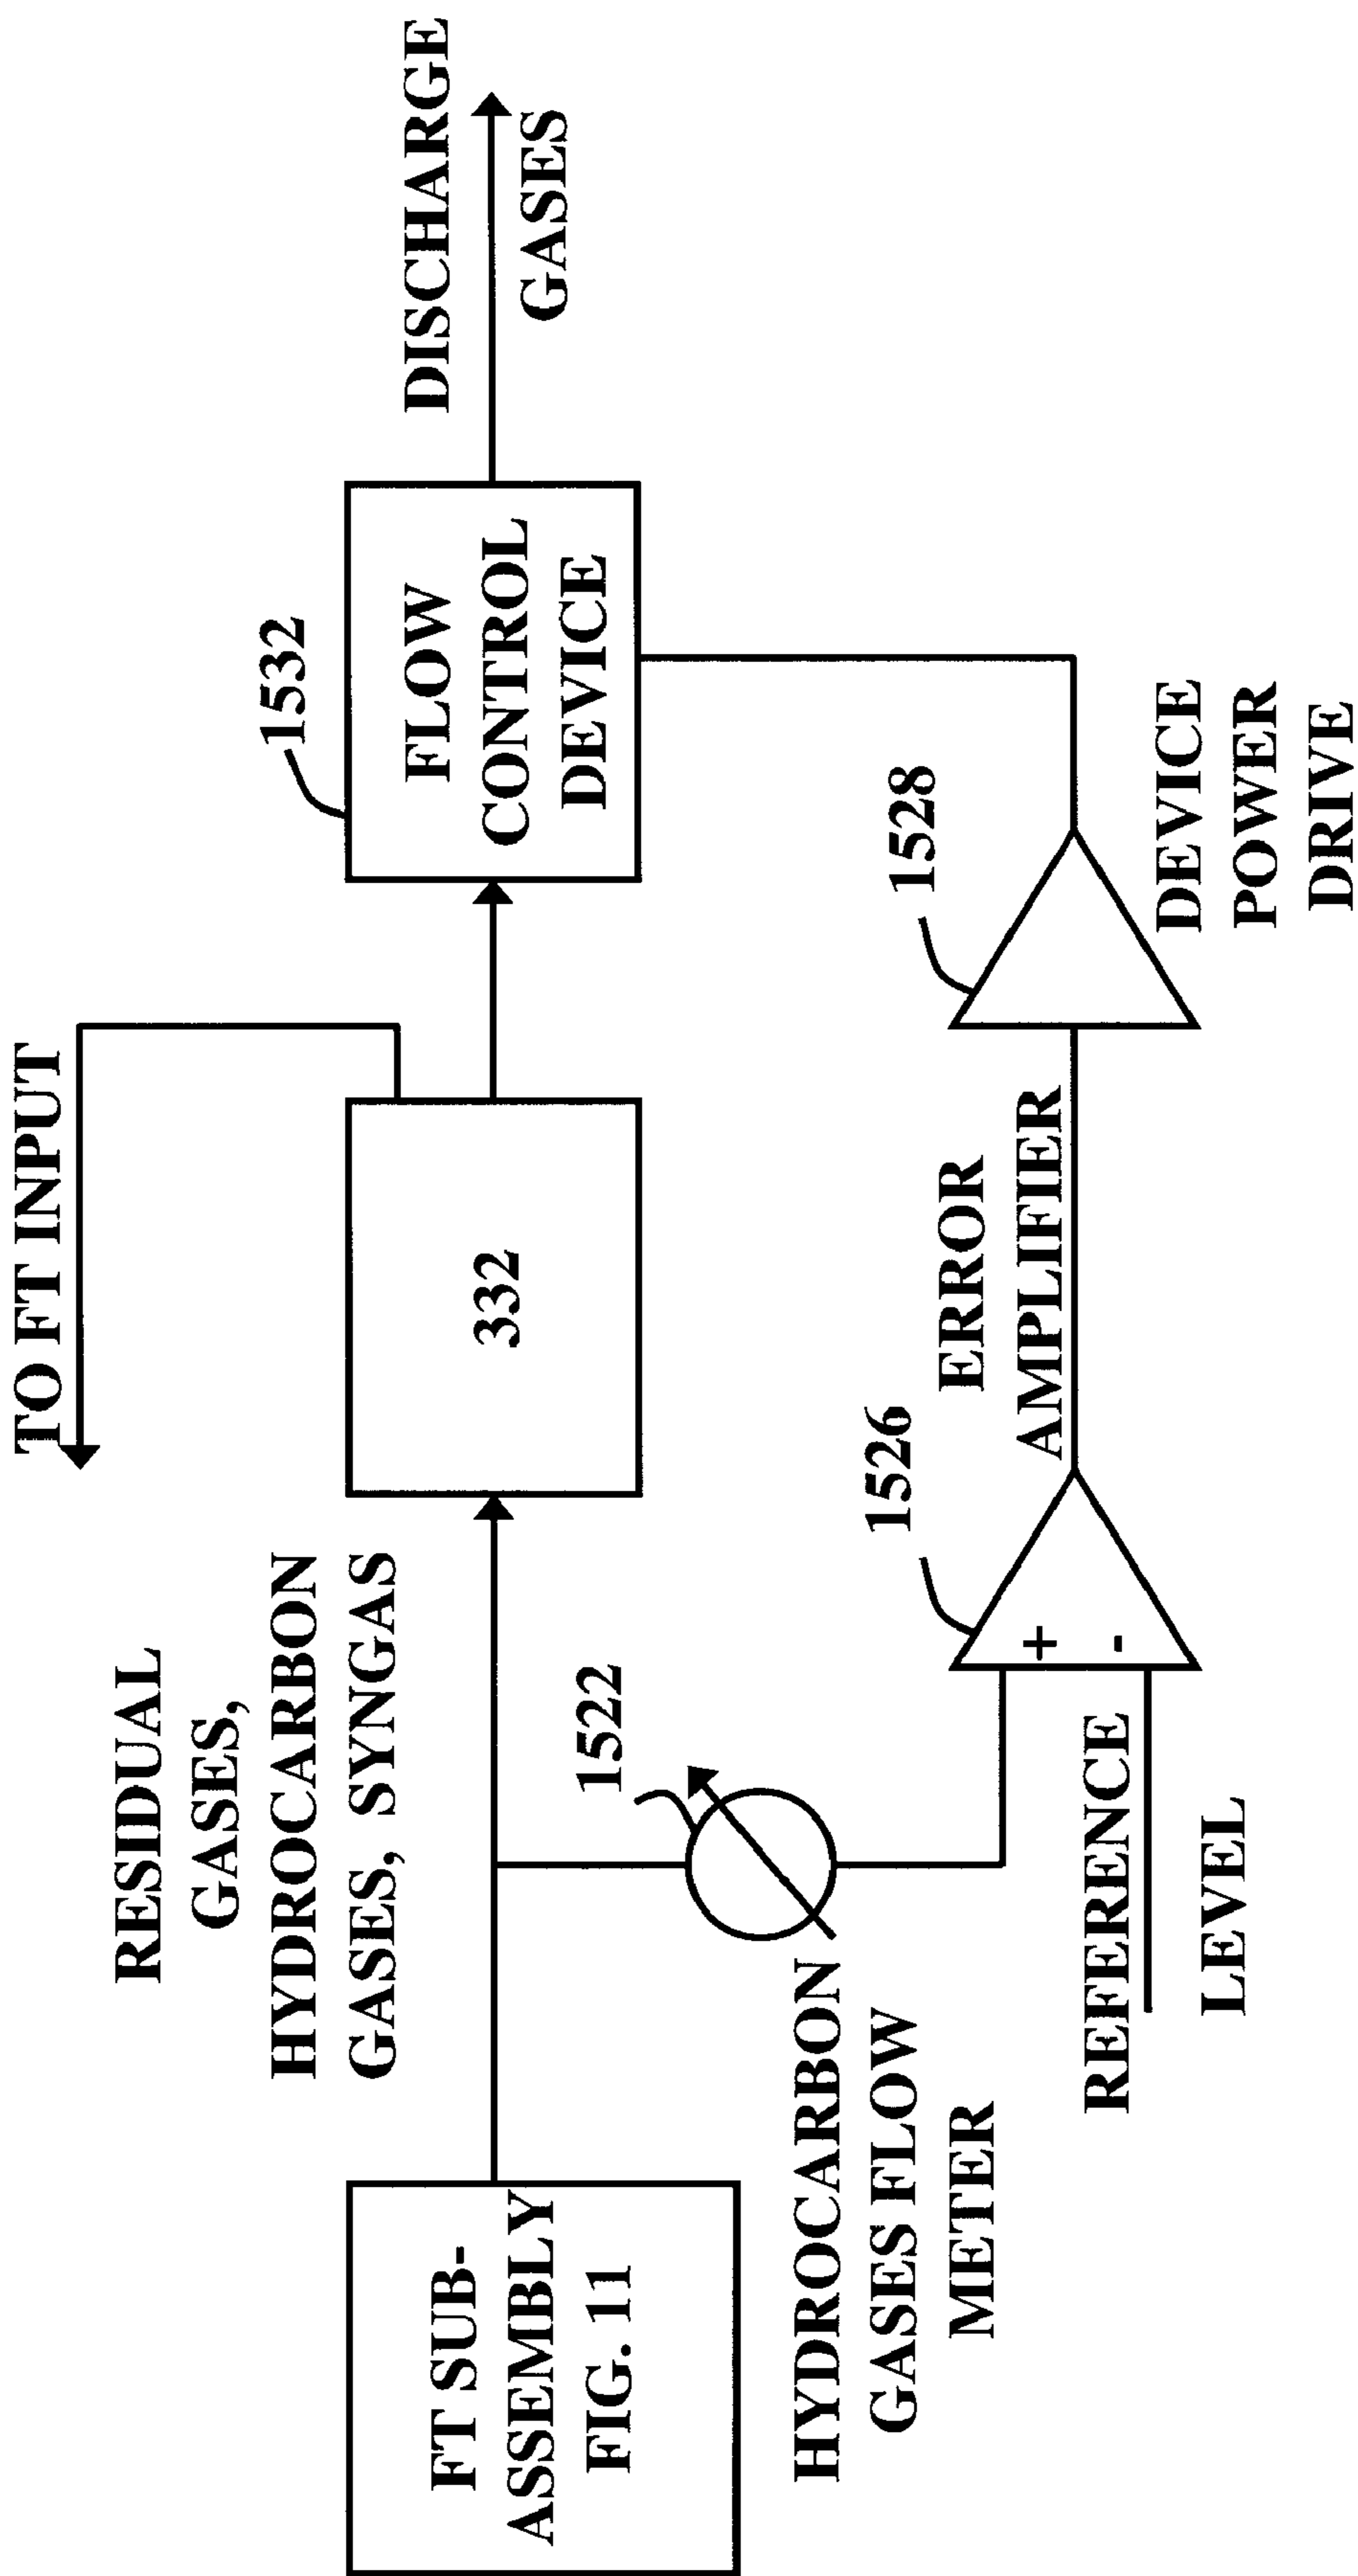 TO FT INPUT
RESIDUAL
GASES,
HYDROCARBON
GASES, SYNGAS
1532
DISCHARGE
GASES
FT SUB-
ASSEMBLY
FIG. 11
332
FLOW
CONTROL
DEVICE
1522
HYDROCARBON
GASES FLOW
METER
1526
+
-
ERROR
AMPLIFIER
1528
REFERENCE
LEVEL
DEVICE
POWER
DRIVE